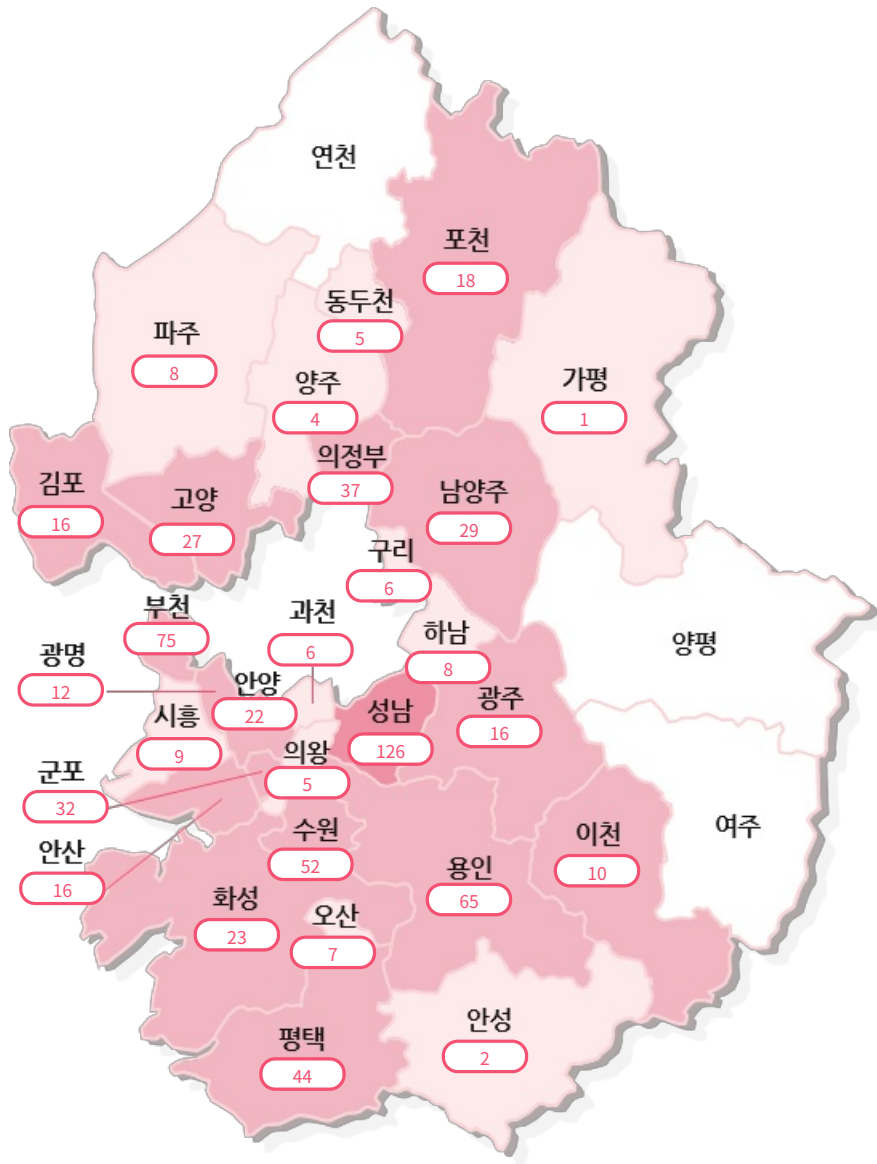 연천
포천
18
동두천
5
파주
8
양주
4
가평
1
의정부
37
김포
16
고양
27
남양주
29
구리
6
부천
75
과천
6
하남
8
양평
광명
12
안양
22
성남
126
광주
16
시흥
9
의왕
5
군포
32
수원
52
이천
10
여주
안산
16
용인
65
화성
23
오산
7
안성
2
평택
44